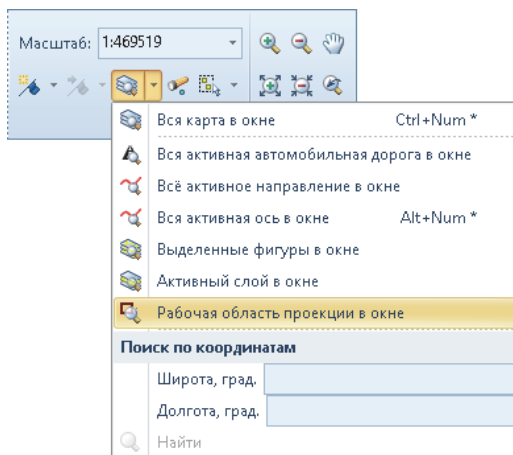 Масштаб: 1:469519
Вся карта в окне Ctrl+Num *
Вся активная автомобильная дорога в окне
Всё активное направление в окне
Вся активная ось в окне Alt+Num *
Выделенные фигуры в окне
Активный слой в окне
Рабочая область проекции в окне
Поиск по координатам
Широта, град.
Долгота, град.
Найти